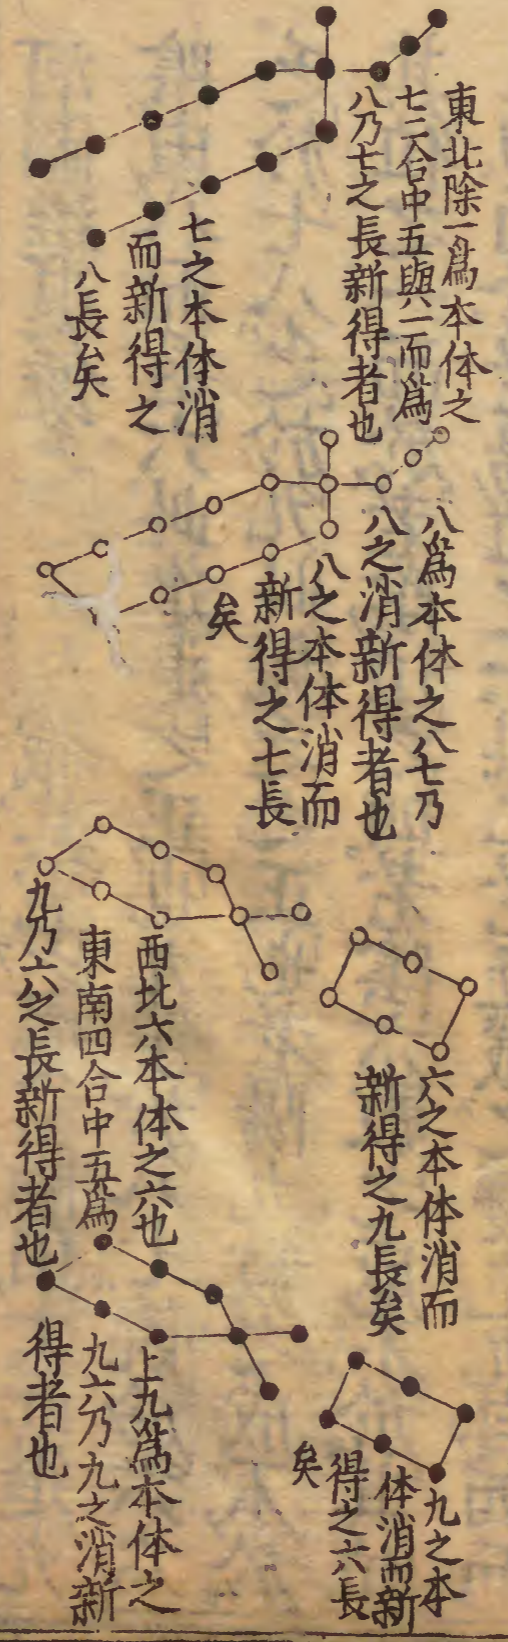 東北除一爲本体之
七二合中五與一而爲
八乃七之長新得者也
七之本体消
而新得之
八長矣
八爲本体之八七乃
八之消新得者也
八之本体消而
新得之七長
矣
六之本体消而
新得之九長矣
西北六本体之六也
東南四合中五爲
九乃六之長新得者也
九之本
体消而新
得之六長
矣
上九爲本体之
九六乃九之消新
得者也